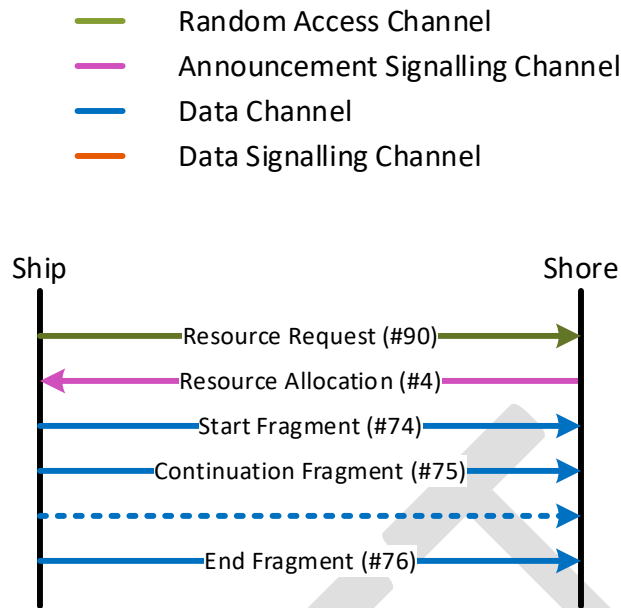 Random Access Channel
Announcement Signalling Channel
Data Channel
Data Signalling Channel
Ship
Shore
Resource Request (#90)
Resource Allocation (#4)
Start Fragment (#74)
Continuation Fragment (#75)
End Fragment (#76)